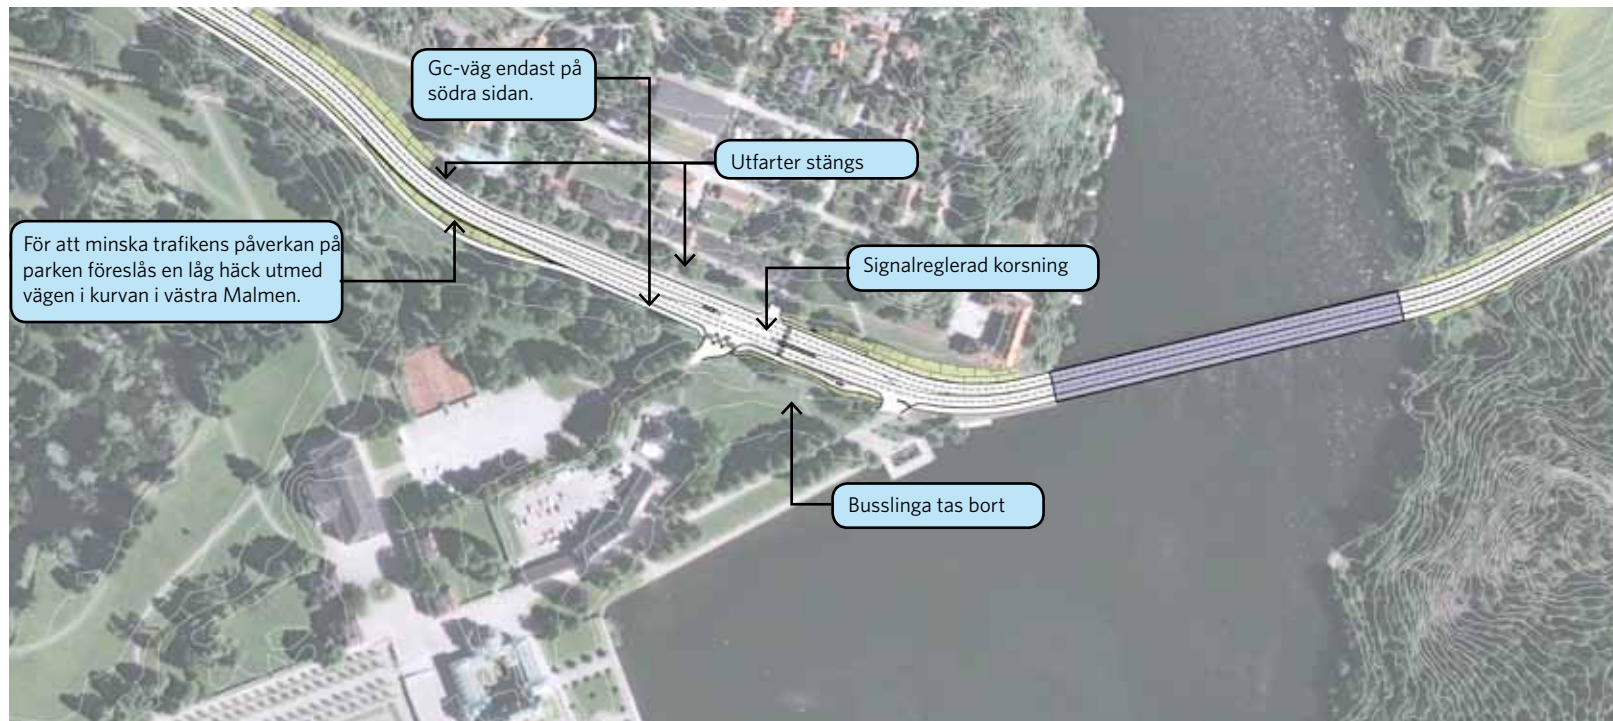 Gc-väg endast på
södra sidan.
Utfarter stängs
För att minska trafikens påverkan på
parken föreslås en låg häck utmed
vägen i kurvan i västra Malmen.
Signalreglerad korsning
Busslinga tas bort